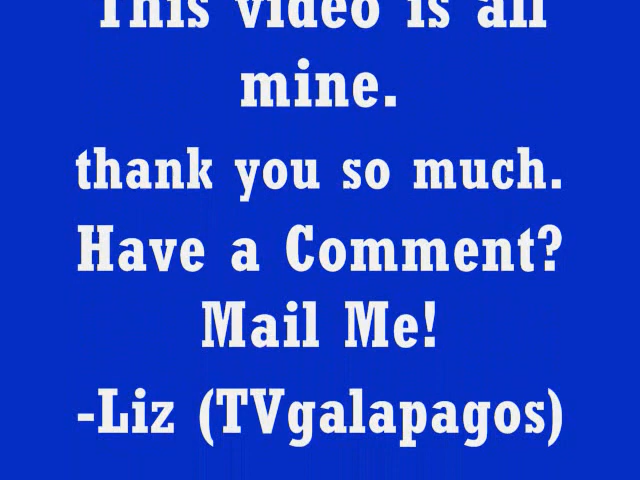 This video is all
mine.
thank you so much.
Have a Comment?
Mail Me!
-Liz (TVgalapagos)